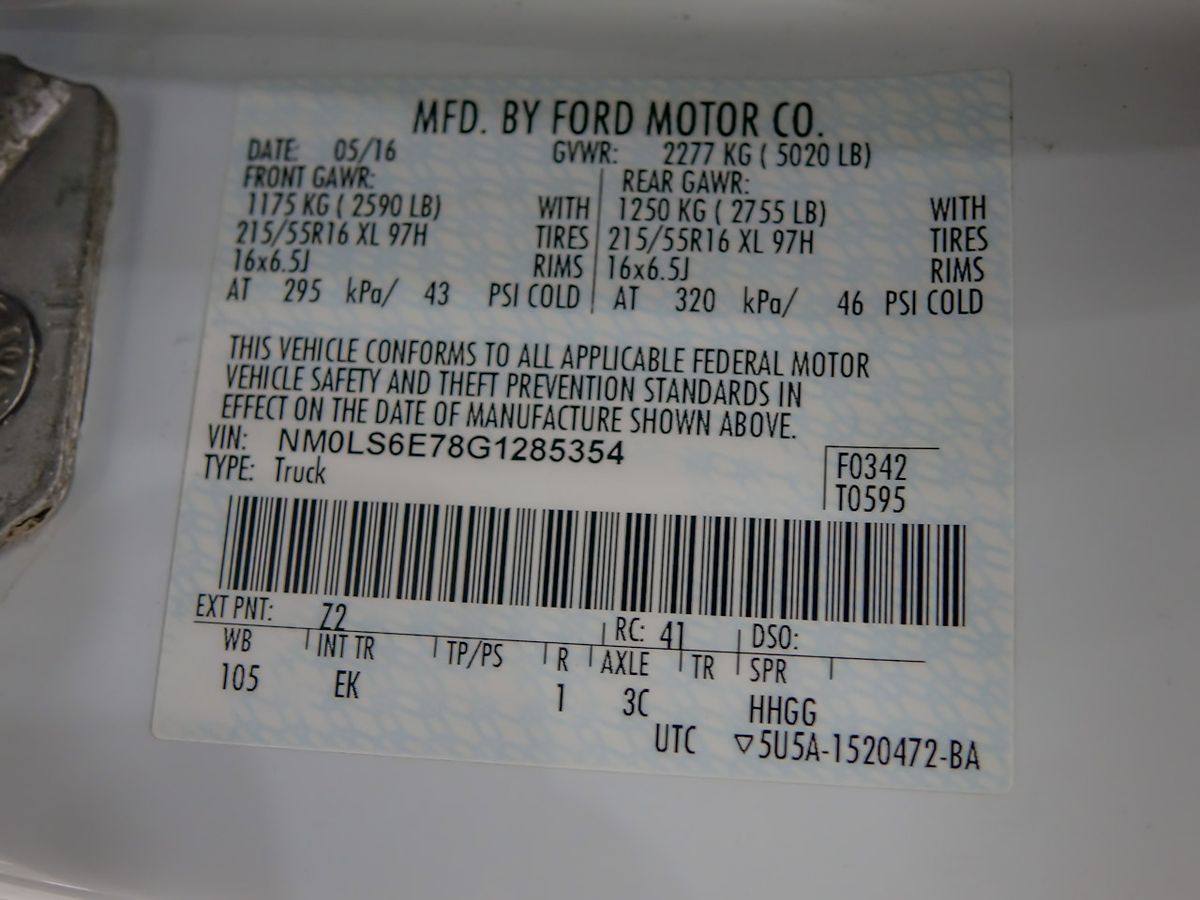 MFD. BY FORD MOTOR CO.
DATE: 05/16 GVWR: 2277 KG ( 5020 LB)
FRONT GAWR: REAR GAWR:
1175 KG ( 2590 LB) WITH 1250 KG ( 2755 LB) WITH
215/55R16 XL 97H TIRES 215/55R16 XL 97H TIRES
16x6.5J RIMS 16x6.5J RIMS
AT 295 kPa/ 43 PSI COLD AT 320 kPa/ 46 PSI COLD
THIS VEHICLE CONFORMS TO ALL APPLICABLE FEDERAL MOTOR
VEHICLE SAFETY AND THEFT PREVENTION STANDARDS IN
EFFECT ON THE DATE OF MANUFACTURE SHOWN ABOVE.
VIN: NM0LS6E78G1285354
TYPE: Truck
F0342
T0595
EXT PNT: Z2 RC: 41 DSO:
WB INT TR TP/PS R AXLE TR SPR
105 EK 1 3C HHGG
UTC ▽5U5A-1520472-BA